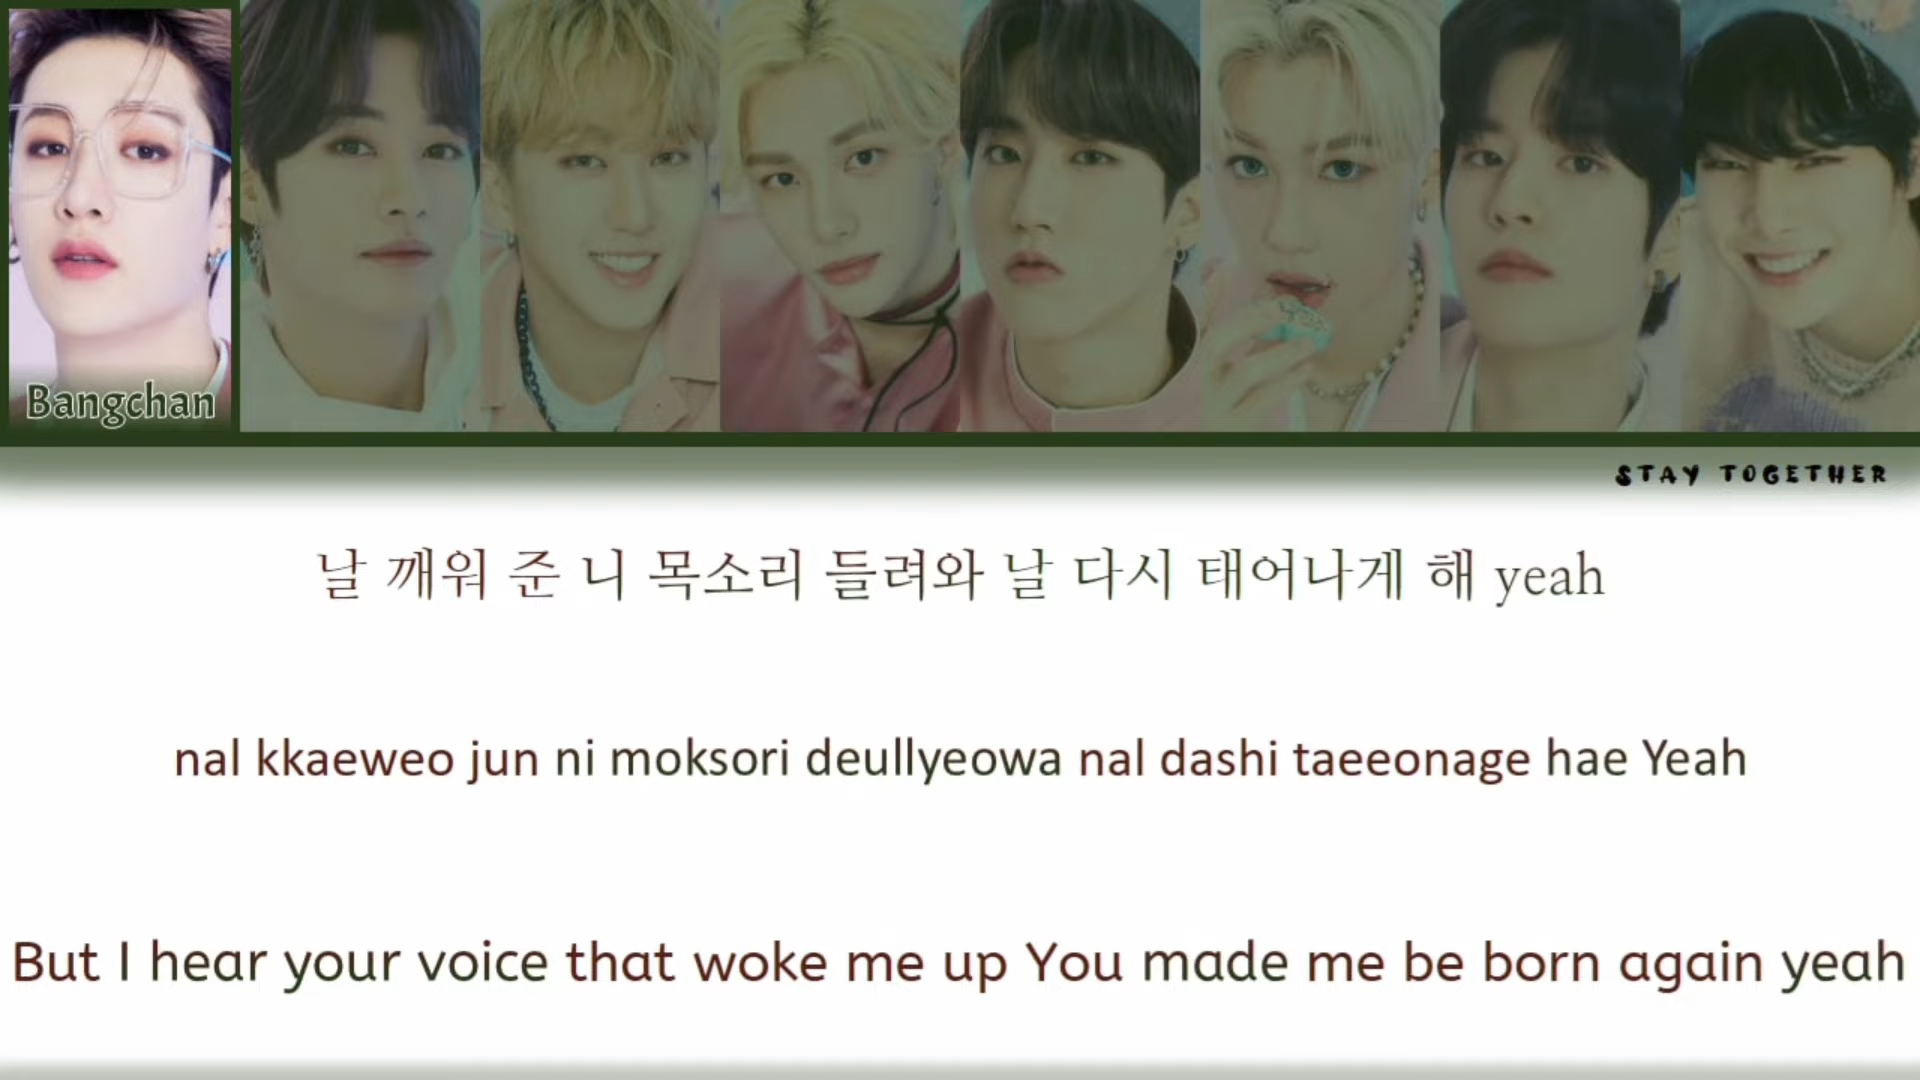 Bangchan
STAY TOGETHER
날 깨워 준 니 목소리 들려와 날 다시 태어나게 해 yeah
nal kkaeweo jun ni moksori deullyeowa nal dashi taeeonage hae Yeah
But I hear your voice that woke me up You made me be born again yeah